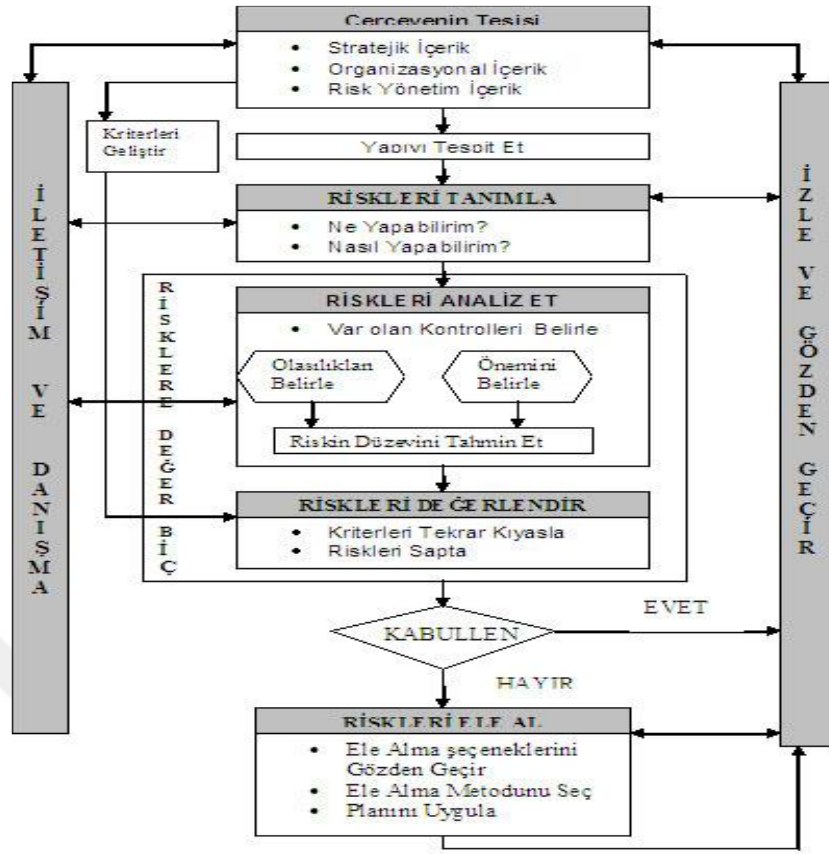 Çerçevenin Tesisi
• Stratejik İçerik
• Organizasyonal İçerik
• Risk Yönetim İçerik
Kriterleri
Geliştir
Yapıyı Tespit Et
RİSKLERİ TANIMLA
• Ne Yapabilirim?
• Nasıl Yapabilirim?
İLETİŞİM VE DANIŞMA
İZLE VE GÖZDEN GEÇİR
RİSKLERE DEĞER BİÇ
RİSKLERİ ANALİZ ET
• Var olan Kontrolleri Belirle
Olasılıkları
Belirle
Önemini
Belirle
Riskin Düzeyini Tahmin Et
RİSKLERİ DEĞERLENDİR
• Kriterleri Tekrar Kıyasla
• Riskleri Sapta
KABULLEN
EVET
HAYIR
RİSKLERİ ELE AL
• Ele Alma seçeneklerini
Gözden Geçir
• Ele Alma Metodunu Seç
• Planını Uygula